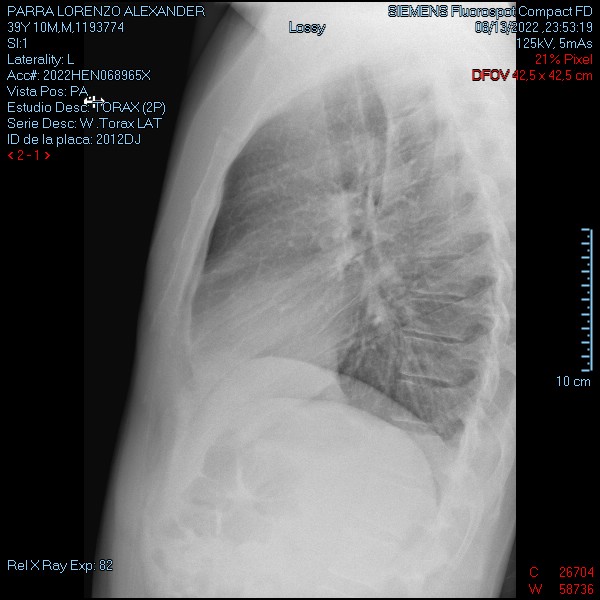 PARRA LORENZO ALEXANDER
39Y 10M,M,1193774
SI:1
Laterality: L
Acc#: 2022HEN068965X
Vista Pos: PA
Estudio Desc: TORAX (2P)
Serie Desc: W .Torax LAT
ID de la placa: 2012DJ
< 2 - 1 >
Lossy
SIEMENS Fluorospot Compact FD
08/13/2022 ,23:53:19
125kV, 5mAs
21% Pixel
DFOV 42,5 x 42,5 cm
10 cm
Rel X Ray Exp: 82
C 26704
W 58736